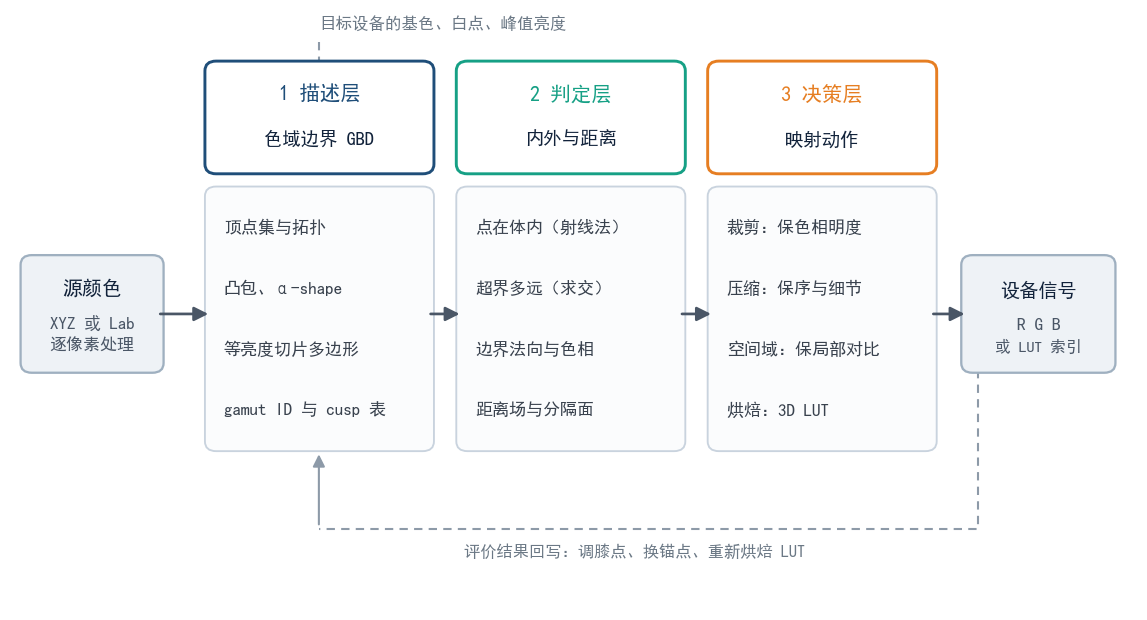 目标设备的基色、白点、峰值亮度
1 描述层
色域边界 GBD
2 判定层
内外与距离
3 决策层
映射动作
源颜色
XYZ 或 Lab
逐像素处理
顶点集与拓扑
凸包、α-shape
等亮度切片多边形
gamut ID 与 cusp 表
点在体内（射线法）
超界多远（求交）
边界法向与色相
距离场与分隔面
裁剪：保色相明度
压缩：保序与细节
空间域：保局部对比
烘焙：3D LUT
设备信号
R G B
或 LUT 索引
评价结果回写：调膝点、换锚点、重新烘焙 LUT